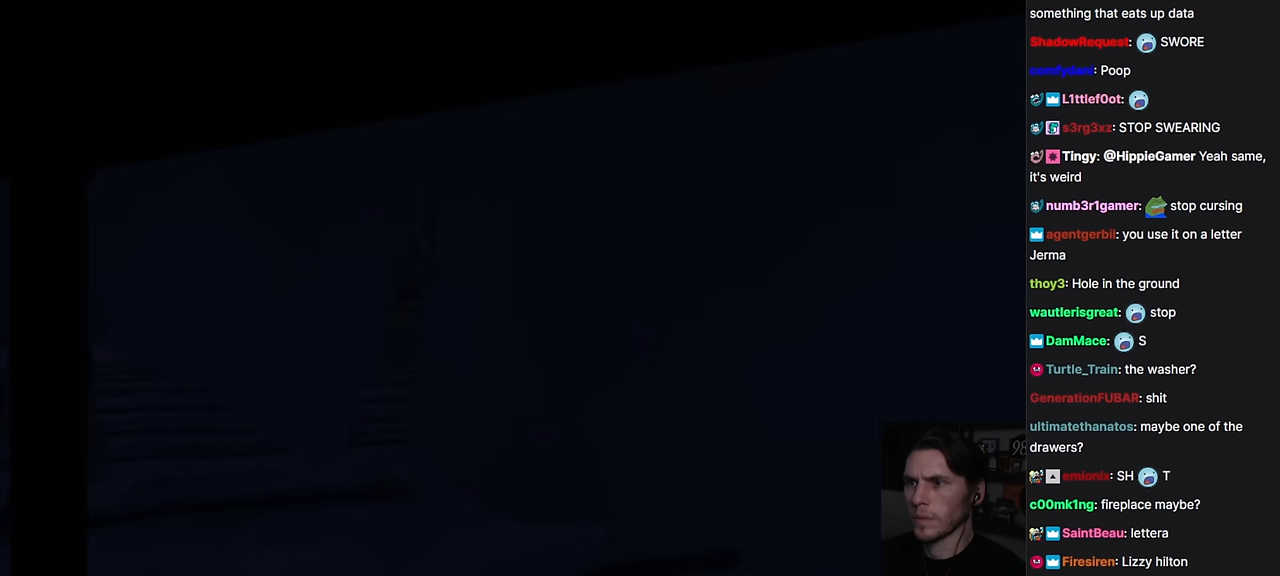 something that eats up data
ShadowRequest: SWORE
comfydani: Poop
L1ttlef0ot:
s3rg3xz: STOP SWEARING
Tingy: @HippieGamer Yeah same,
it's weird
numb3r1gamer: stop cursing
agentgerbil: you use it on a letter
Jerma
thoy3: Hole in the ground
wautlerisgreat: stop
DamMace: S
Turtle_Train: the washer?
GenerationFUBAR: shit
ultimatethanatos: maybe one of the
drawers?
emionix: SH T
c00mk1ng: fireplace maybe?
SaintBeau: lettera
Firesiren: Lizzy hilton
98